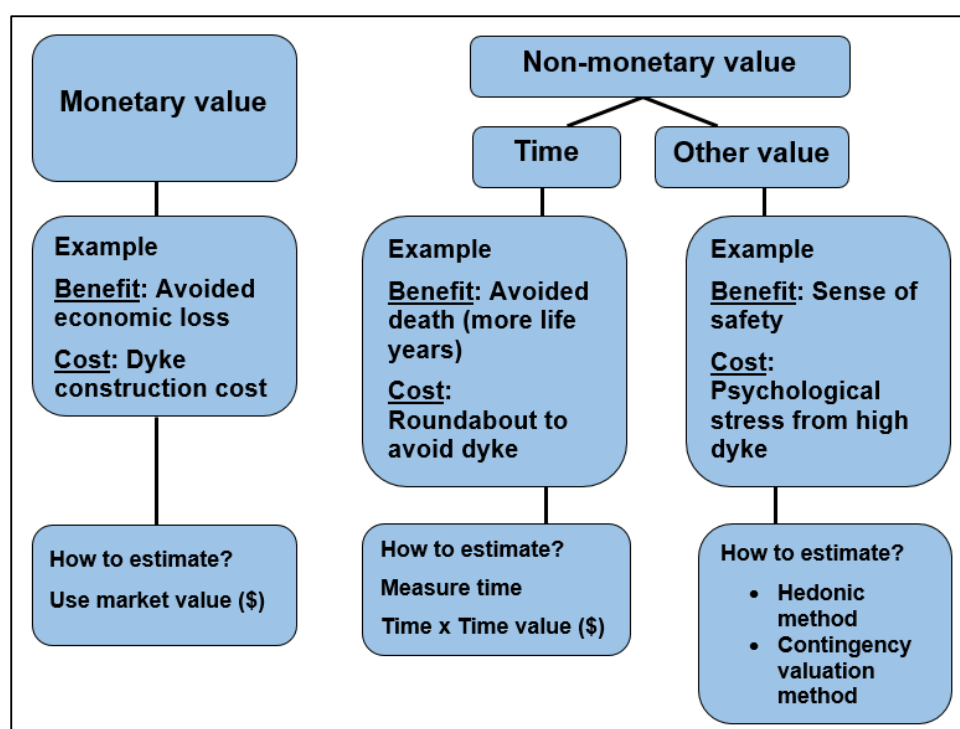 Monetary value
Example
Benefit: Avoided
economic loss
Cost: Dyke
construction cost
How to estimate?
Use market value ($)
Non-monetary value
Time
Example
Benefit: Avoided
death (more life
years)
Cost:
Roundabout to
avoid dyke
How to estimate?
Measure time
Time x Time value ($)
Other value
Example
Benefit: Sense of
safety
Cost:
Psychological
stress from high
dyke
How to estimate?
• Hedonic
method
• Contingency
valuation
method